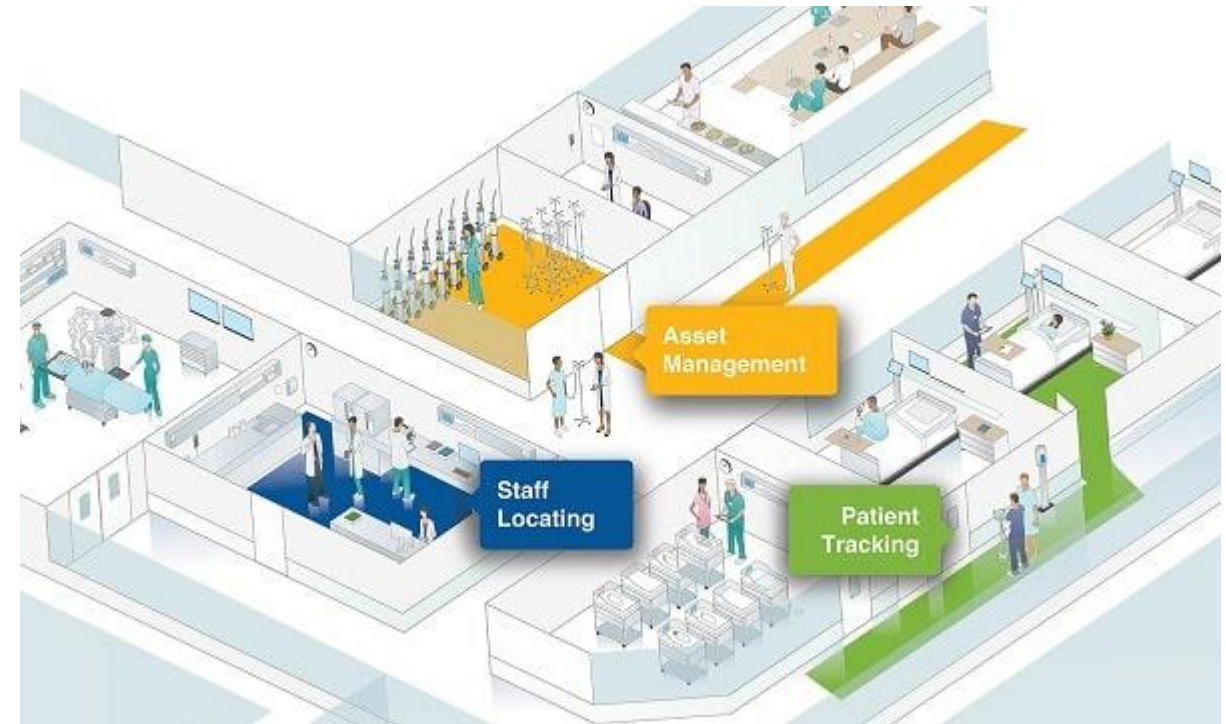 Asset
Management
Staff
Locating
Patient
Tracking